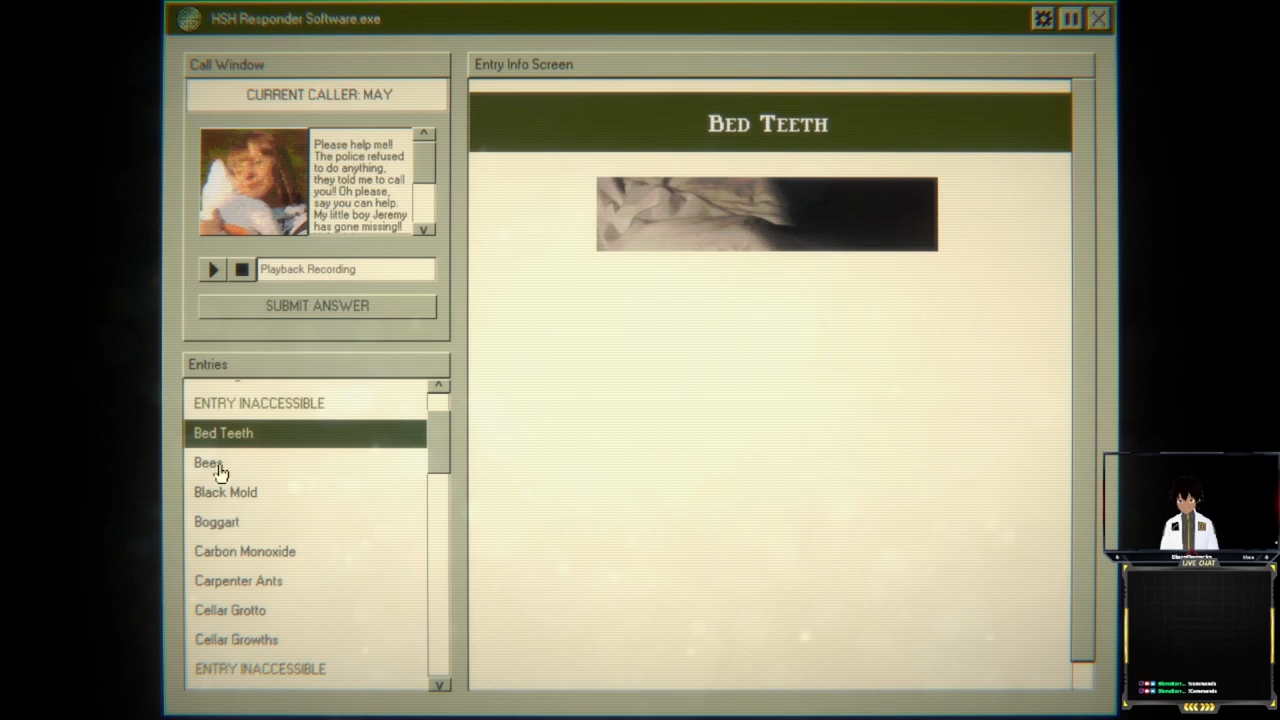 HSH Responder Software.exe
Call Window
CURRENT CALLER: MAY
Please help me!!
The police refused
to do anything,
they told me to call
you!! Oh please,
say you can help.
My little boy Jeremy
has gone missing!!
Playback Recording
SUBMIT ANSWER
Entries
ENTRY INACCESSIBLE
Bed Teeth
Bees
Black Mold
Boggart
Carbon Monoxide
Carpenter Ants
Cellar Grotto
Cellar Growths
ENTRY INACCESSIBLE
Entry Info Screen
BED TEETH
LIVE CHAT